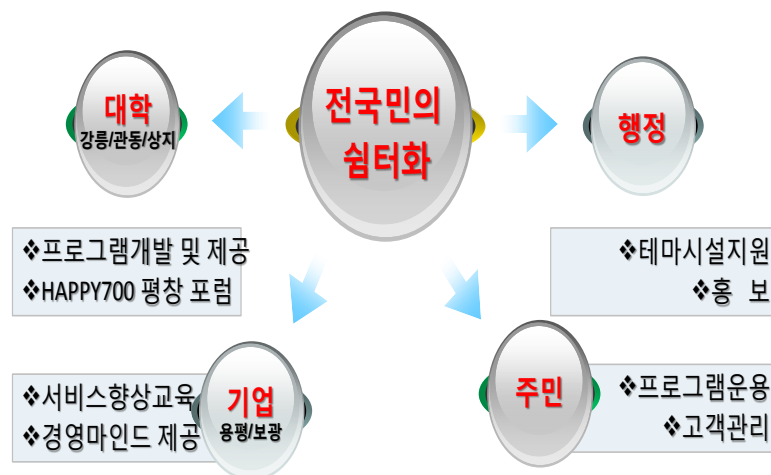 전국민의
쉼터화
대학
강릉/관동/상지
행정
❖프로그램개발 및 제공
❖HAPPY700 평창 포럼
❖테마시설지원
❖홍 보
기업
용평/보광
❖서비스향상교육
❖경영마인드 제공
주민
❖프로그램운용
❖고객관리